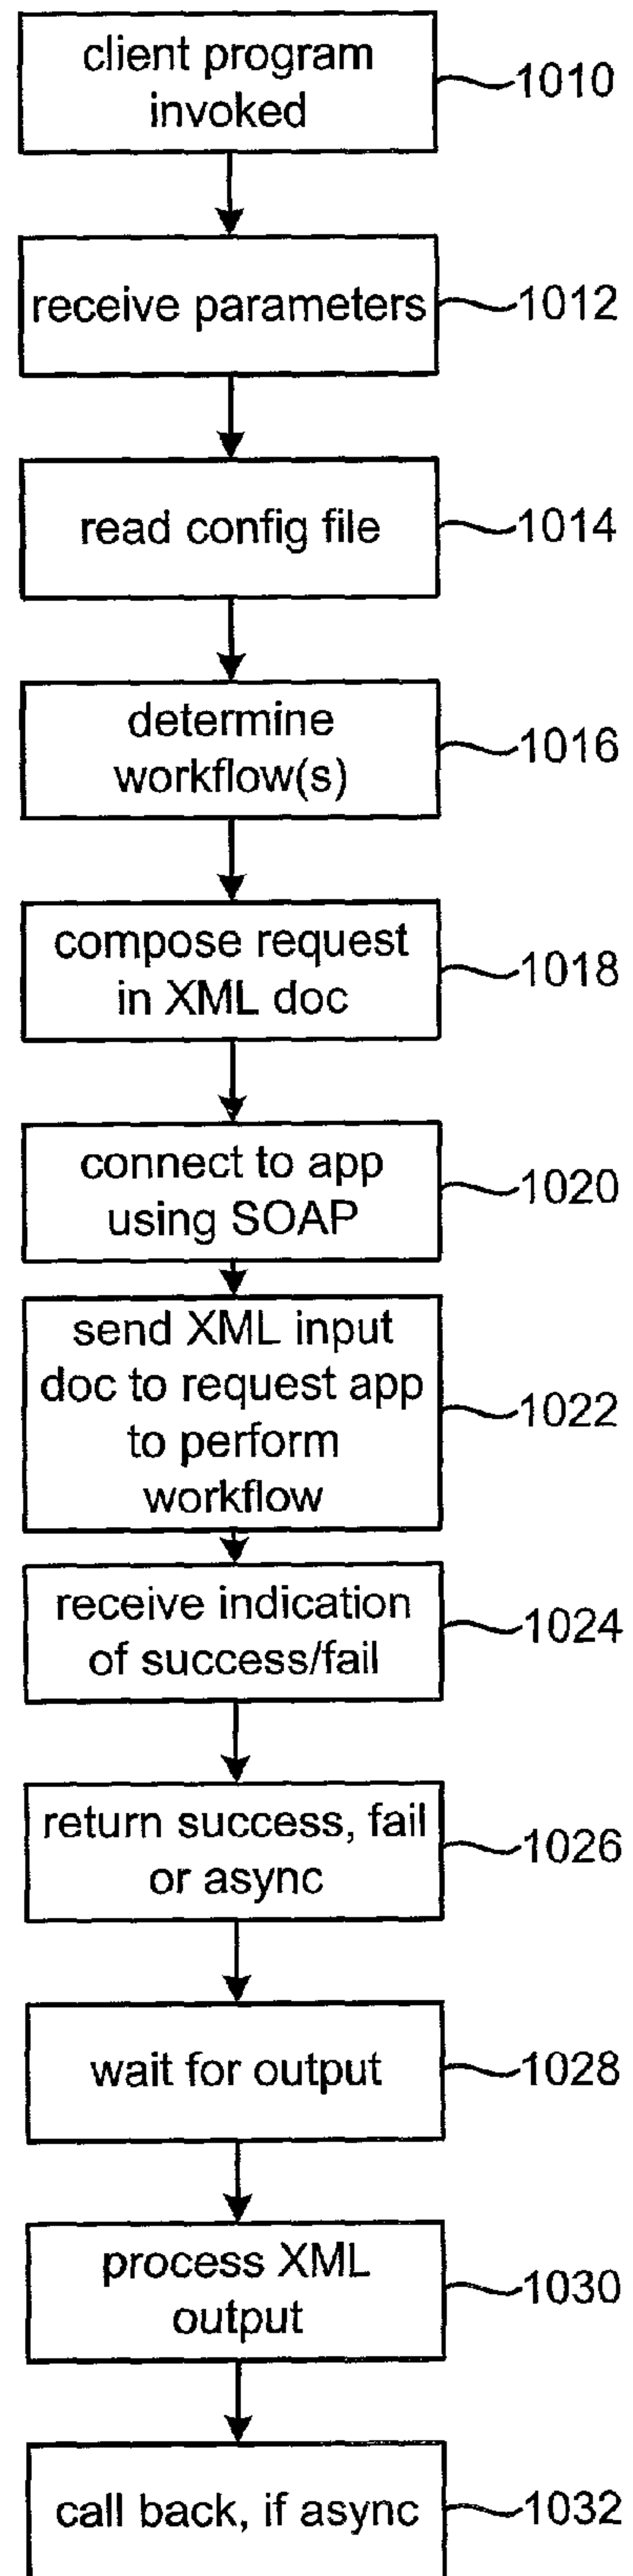 client program
invoked
1010
receive parameters
1012
read config file
1014
determine
workflow(s)
1016
compose request
in XML doc
1018
connect to app
using SOAP
1020
send XML input
doc to request app
to perform
workflow
1022
receive indication
of success/fail
1024
return success, fail
or async
1026
wait for output
1028
process XML
output
1030
call back, if async
1032